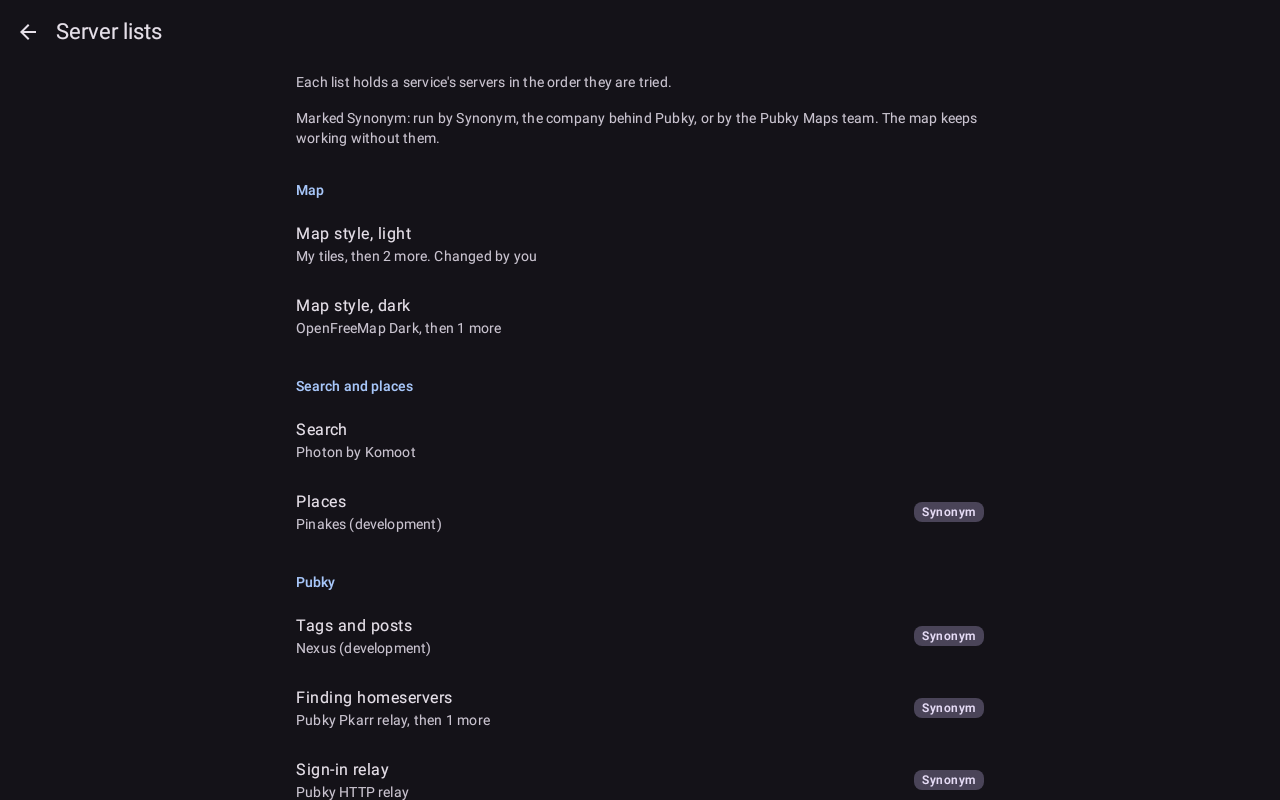 Server lists
Each list holds a service's servers in the order they are tried.
Marked Synonym: run by Synonym, the company behind Pubky, or by the Pubky Maps team. The map keeps
working without them.
Map
Map style, light
My tiles, then 2 more. Changed by you
Map style, dark
OpenFreeMap Dark, then 1 more
Search and places
Search
Photon by Komoot
Places
Pinakes (development)
Synonym
Pubky
Tags and posts
Nexus (development)
Synonym
Finding homeservers
Pubky Pkarr relay, then 1 more
Synonym
Sign-in relay
Pubky HTTP relay
Synonym